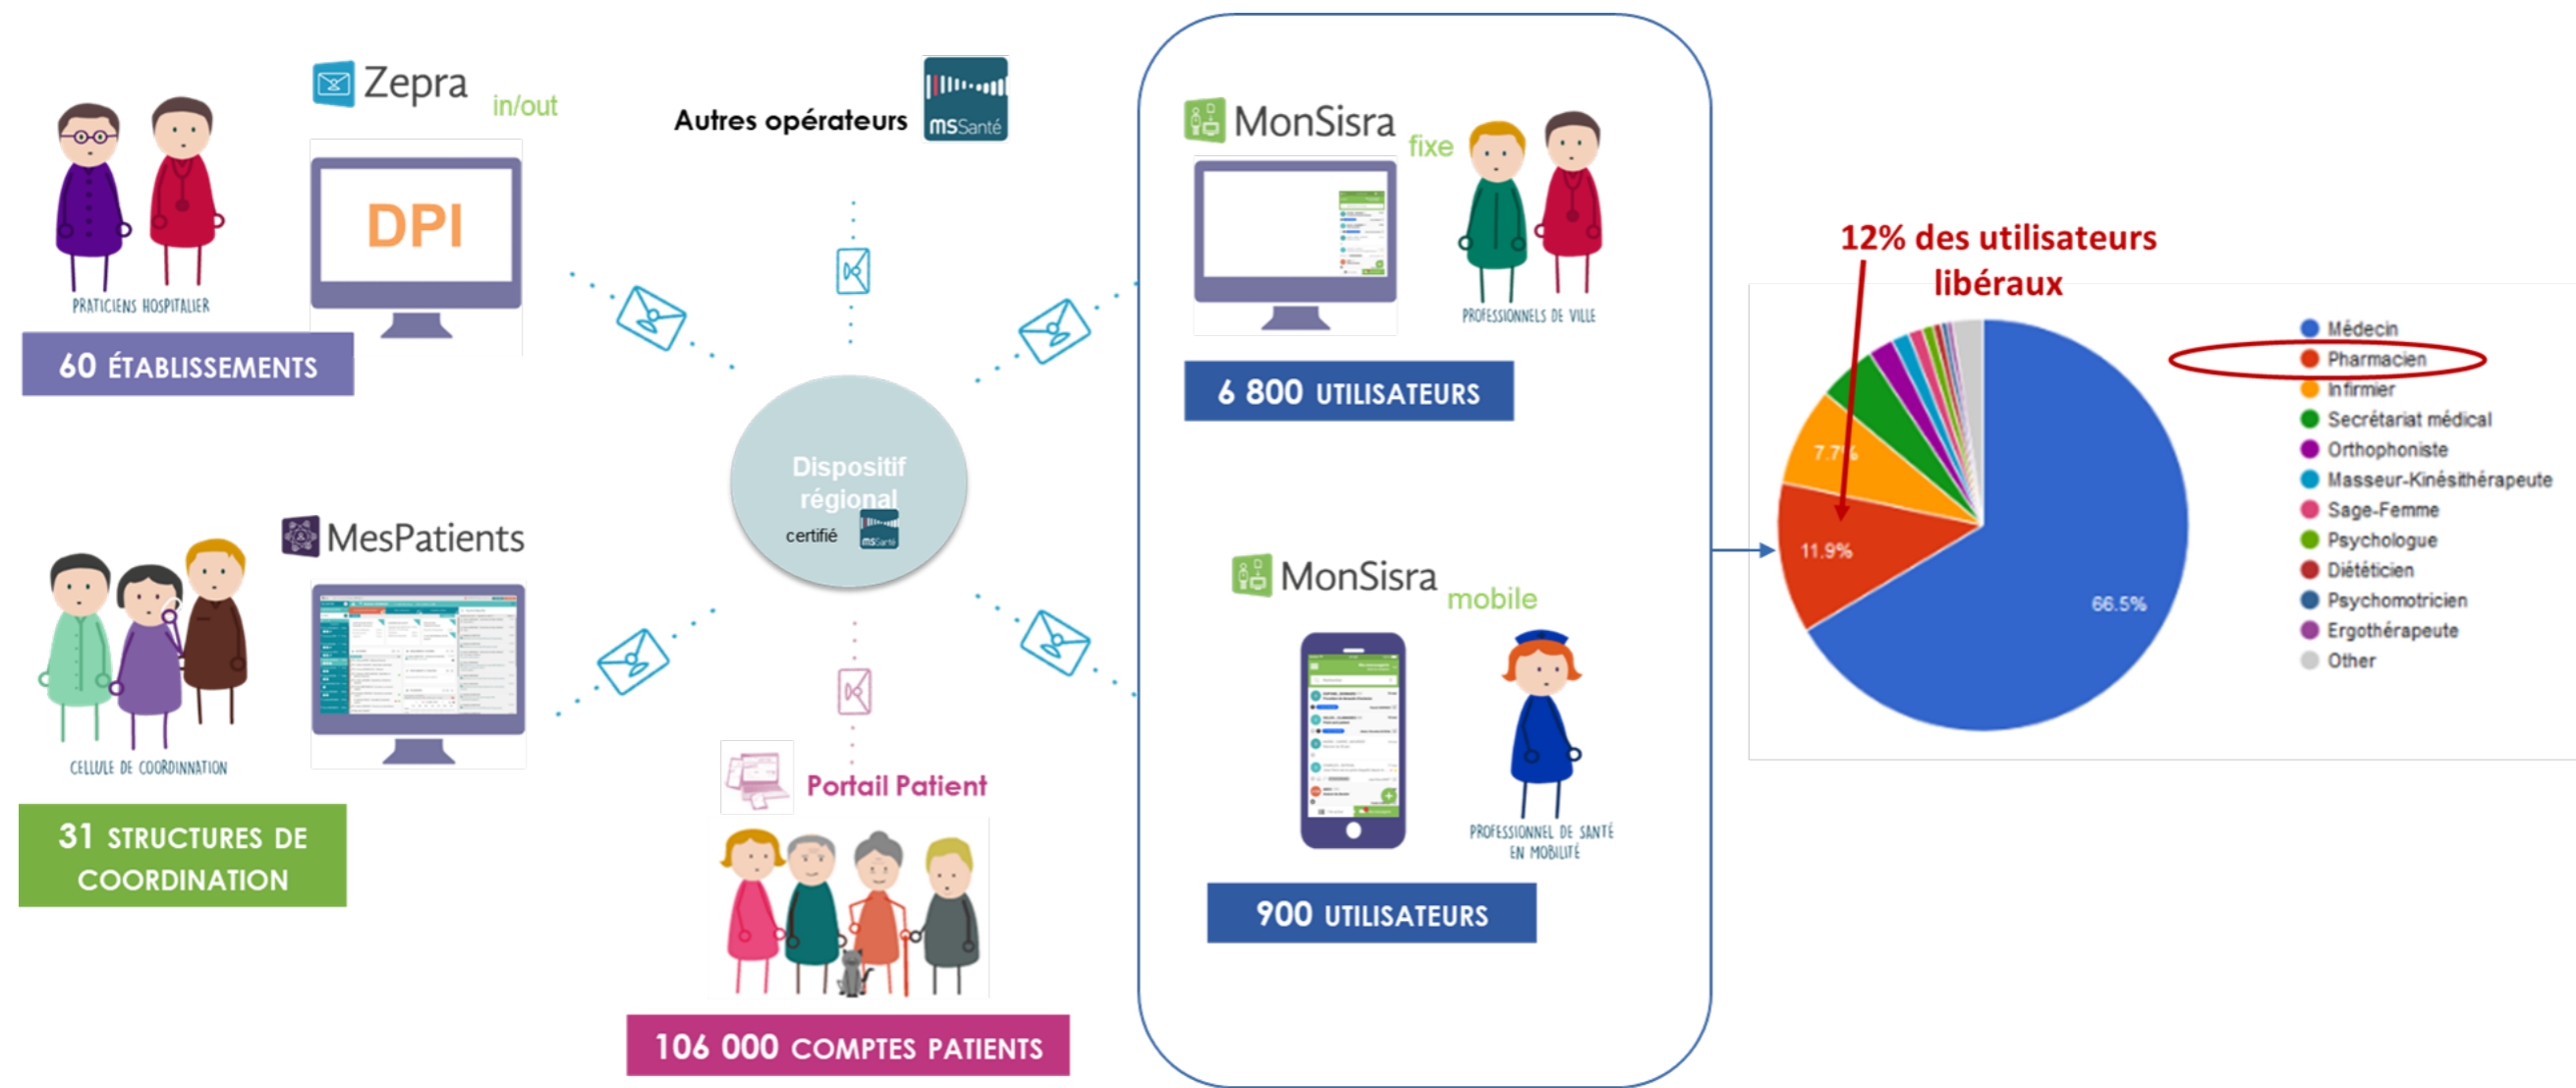 Zepra
in/out
DPI
PRATICIENS HOSPITALIER
60 ÉTABLISSEMENTS
Autres opérateurs
MSSanté
MesPatients
CELLULE DE COORDINNATION
31 STRUCTURES DE
COORDINATION
Dispositif
régional
certifié
MSSanté
Portail Patient
106 000 COMPTES PATIENTS
MonSisra
fixe
PROFESSIONNELS DE VILLE
6 800 UTILISATEURS
MonSisra
mobile
PROFESSIONNEL DE SANTÉ
EN MOBILITÉ
900 UTILISATEURS
12% des utilisateurs
libéraux
7.7%
11.9%
66.5%
Médecin
Pharmacien
Infirmier
Secrétariat médical
Orthophoniste
Masseur-Kinésithérapeute
Sage-Femme
Psychologue
Diététicien
Psychomotricien
Ergothérapeute
Other